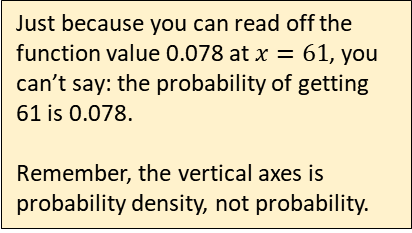 Just because you can read off the
function value 0.078 at x = 61, you
can’t say: the probability of getting
61 is 0.078.
Remember, the vertical axes is
probability density, not probability.